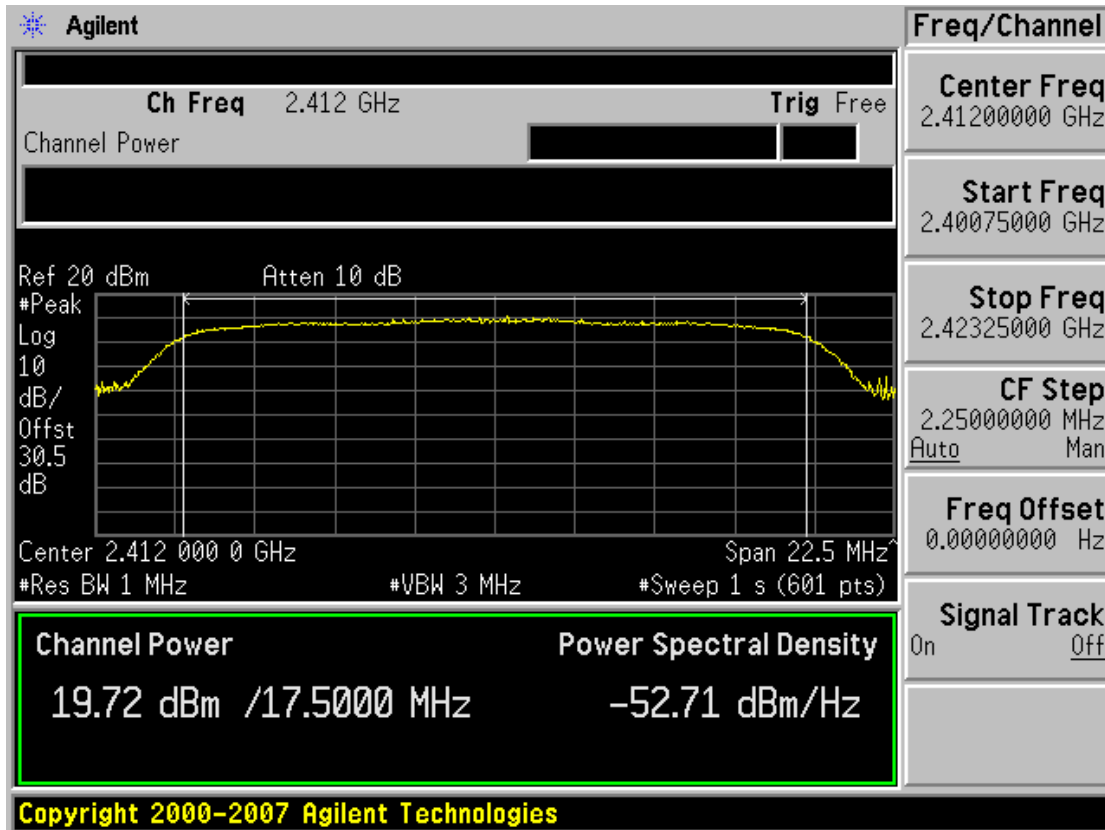 Agilent
Freq/Channel
Ch Freq 2.412 GHz Trig Free
Channel Power
Center Freq
2.41200000 GHz
Start Freq
2.40075000 GHz
Stop Freq
2.42325000 GHz
CF Step
2.25000000 MHz
Auto Man
Freq Offset
0.00000000 Hz
Signal Track
On Off
Ref 20 dBm Atten 10 dB
#Peak
Log
10
dB/
Offst
30.5
dB
Center 2.412 000 0 GHz Span 22.5 MHz^
#Res BW 1 MHz #VBW 3 MHz #Sweep 1 s (601 pts)
Channel Power Power Spectral Density
19.72 dBm /17.5000 MHz -52.71 dBm/Hz
Copyright 2000-2007 Agilent Technologies